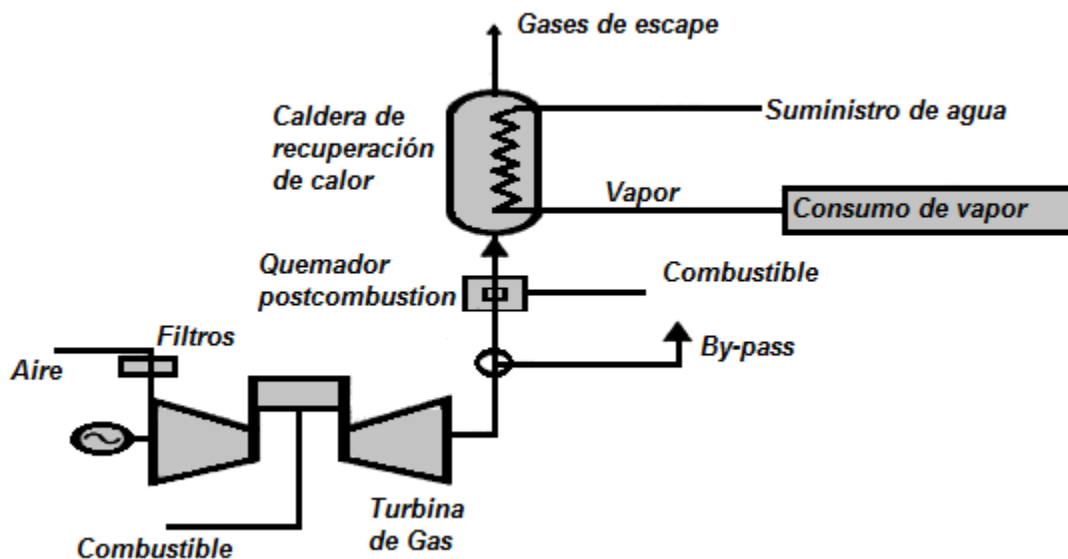 Gases de escape
Caldera de
recuperación
de calor
Suministro de agua
Vapor
Consumo de vapor
Quemador
postcombustion
Combustible
Filtros
Aire
By-pass
Turbina
de Gas
Combustible